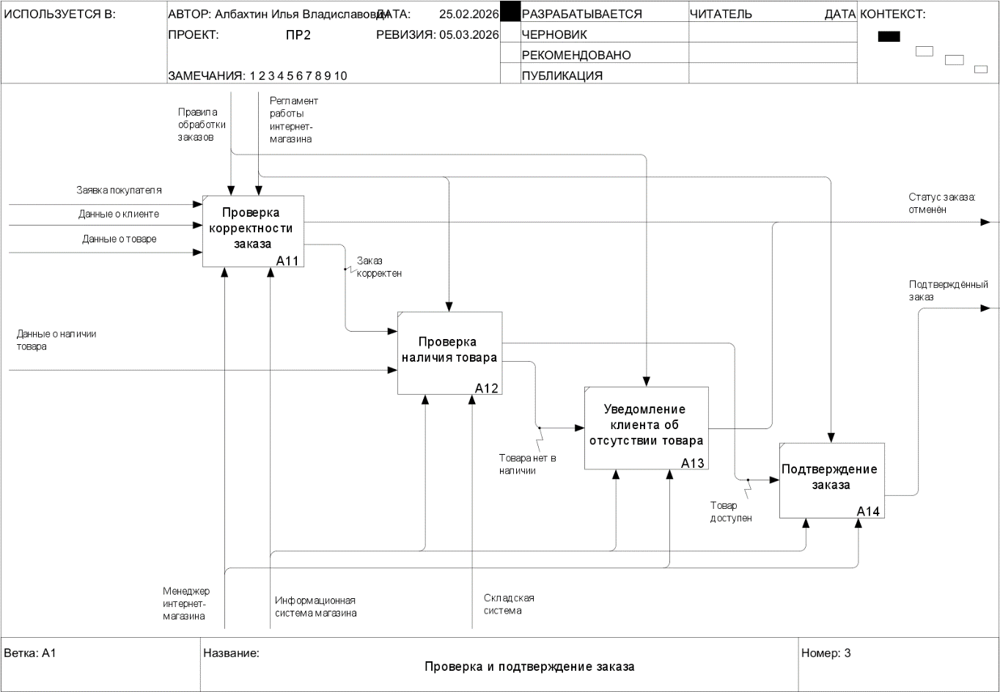 ИСПОЛЬЗУЕТСЯ В:
АВТОР: Албахтин Илья Владиславович
ДАТА: 25.02.2026
ПРОЕКТ: ПР2
РЕВИЗИЯ: 05.03.2026
ЗАМЕЧАНИЯ: 1 2 3 4 5 6 7 8 9 10
РАЗРАБАТЫВАЕТСЯ
ЧЕРНОВИК
РЕКОМЕНДОВАНО
ПУБЛИКАЦИЯ
ЧИТАТЕЛЬ
ДАТА
КОНТЕКСТ:
Правила
обработки
заказов
Регламент
работы
интернет-
магазина
Заявка покупателя
Данные о клиенте
Данные о товаре
Проверка
корректности
заказа
A11
Статус заказа:
отменён
Заказ
корректен
Подтверждённый
заказ
Данные о наличии
товара
Проверка
наличия товара
A12
Уведомление
клиента об
отсутствии товара
A13
Товара нет в
наличии
Подтверждение
заказа
A14
Товар
доступен
Менеджер
интернет-
магазина
Информационная
система магазина
Складская
система
Ветка: A1
Название:
Проверка и подтверждение заказа
Номер: 3